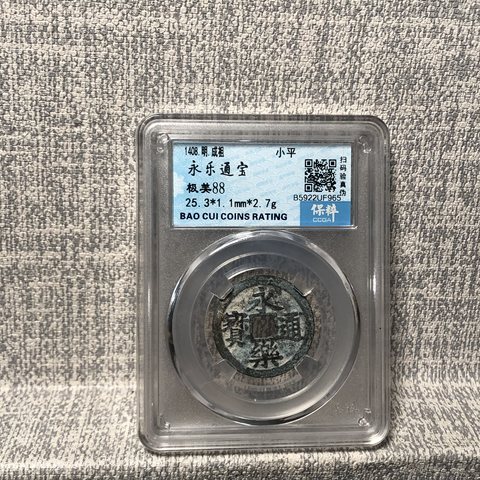 1408.明.成祖 小平
永乐通宝
极美88
25.3*1.1mm*2.7g
BAO CUI COINS RATING
扫码验真伪
B5922UF965
保粹
CCGA
永樂通寶